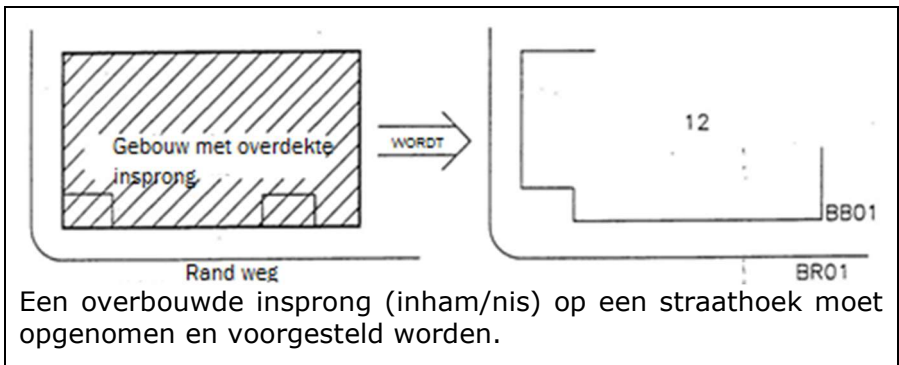 Gebouw met overdekte
insprong
WORDT
Rand weg
12
BB01
BR01
Een overbouwde insprong (inham/nis) op een straathoek moet
opgenomen en voorgesteld worden.